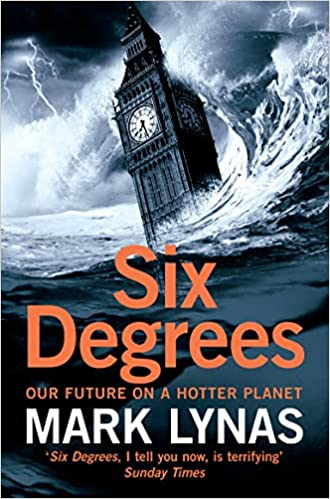 Six
Degrees
OUR FUTURE ON A HOTTER PLANET
MARK LYNAS
‘Six Degrees, I tell you now, is terrifying’
Sunday Times